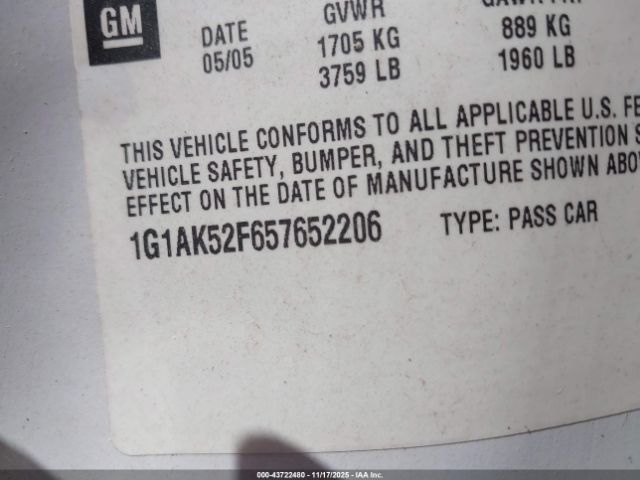 GM
DATE
05/05
GVWR
1705 KG
3759 LB
889 KG
1960 LB
THIS VEHICLE CONFORMS TO ALL APPLICABLE U.S.
VEHICLE SAFETY, BUMPER, AND THEFT PREVENTION
EFFECT ON THE DATE OF MANUFACTURE SHOWN
1G1AK52F657652206
TYPE: PASS CAR
000-43722480 - 11/17/2025 - IAA Inc.